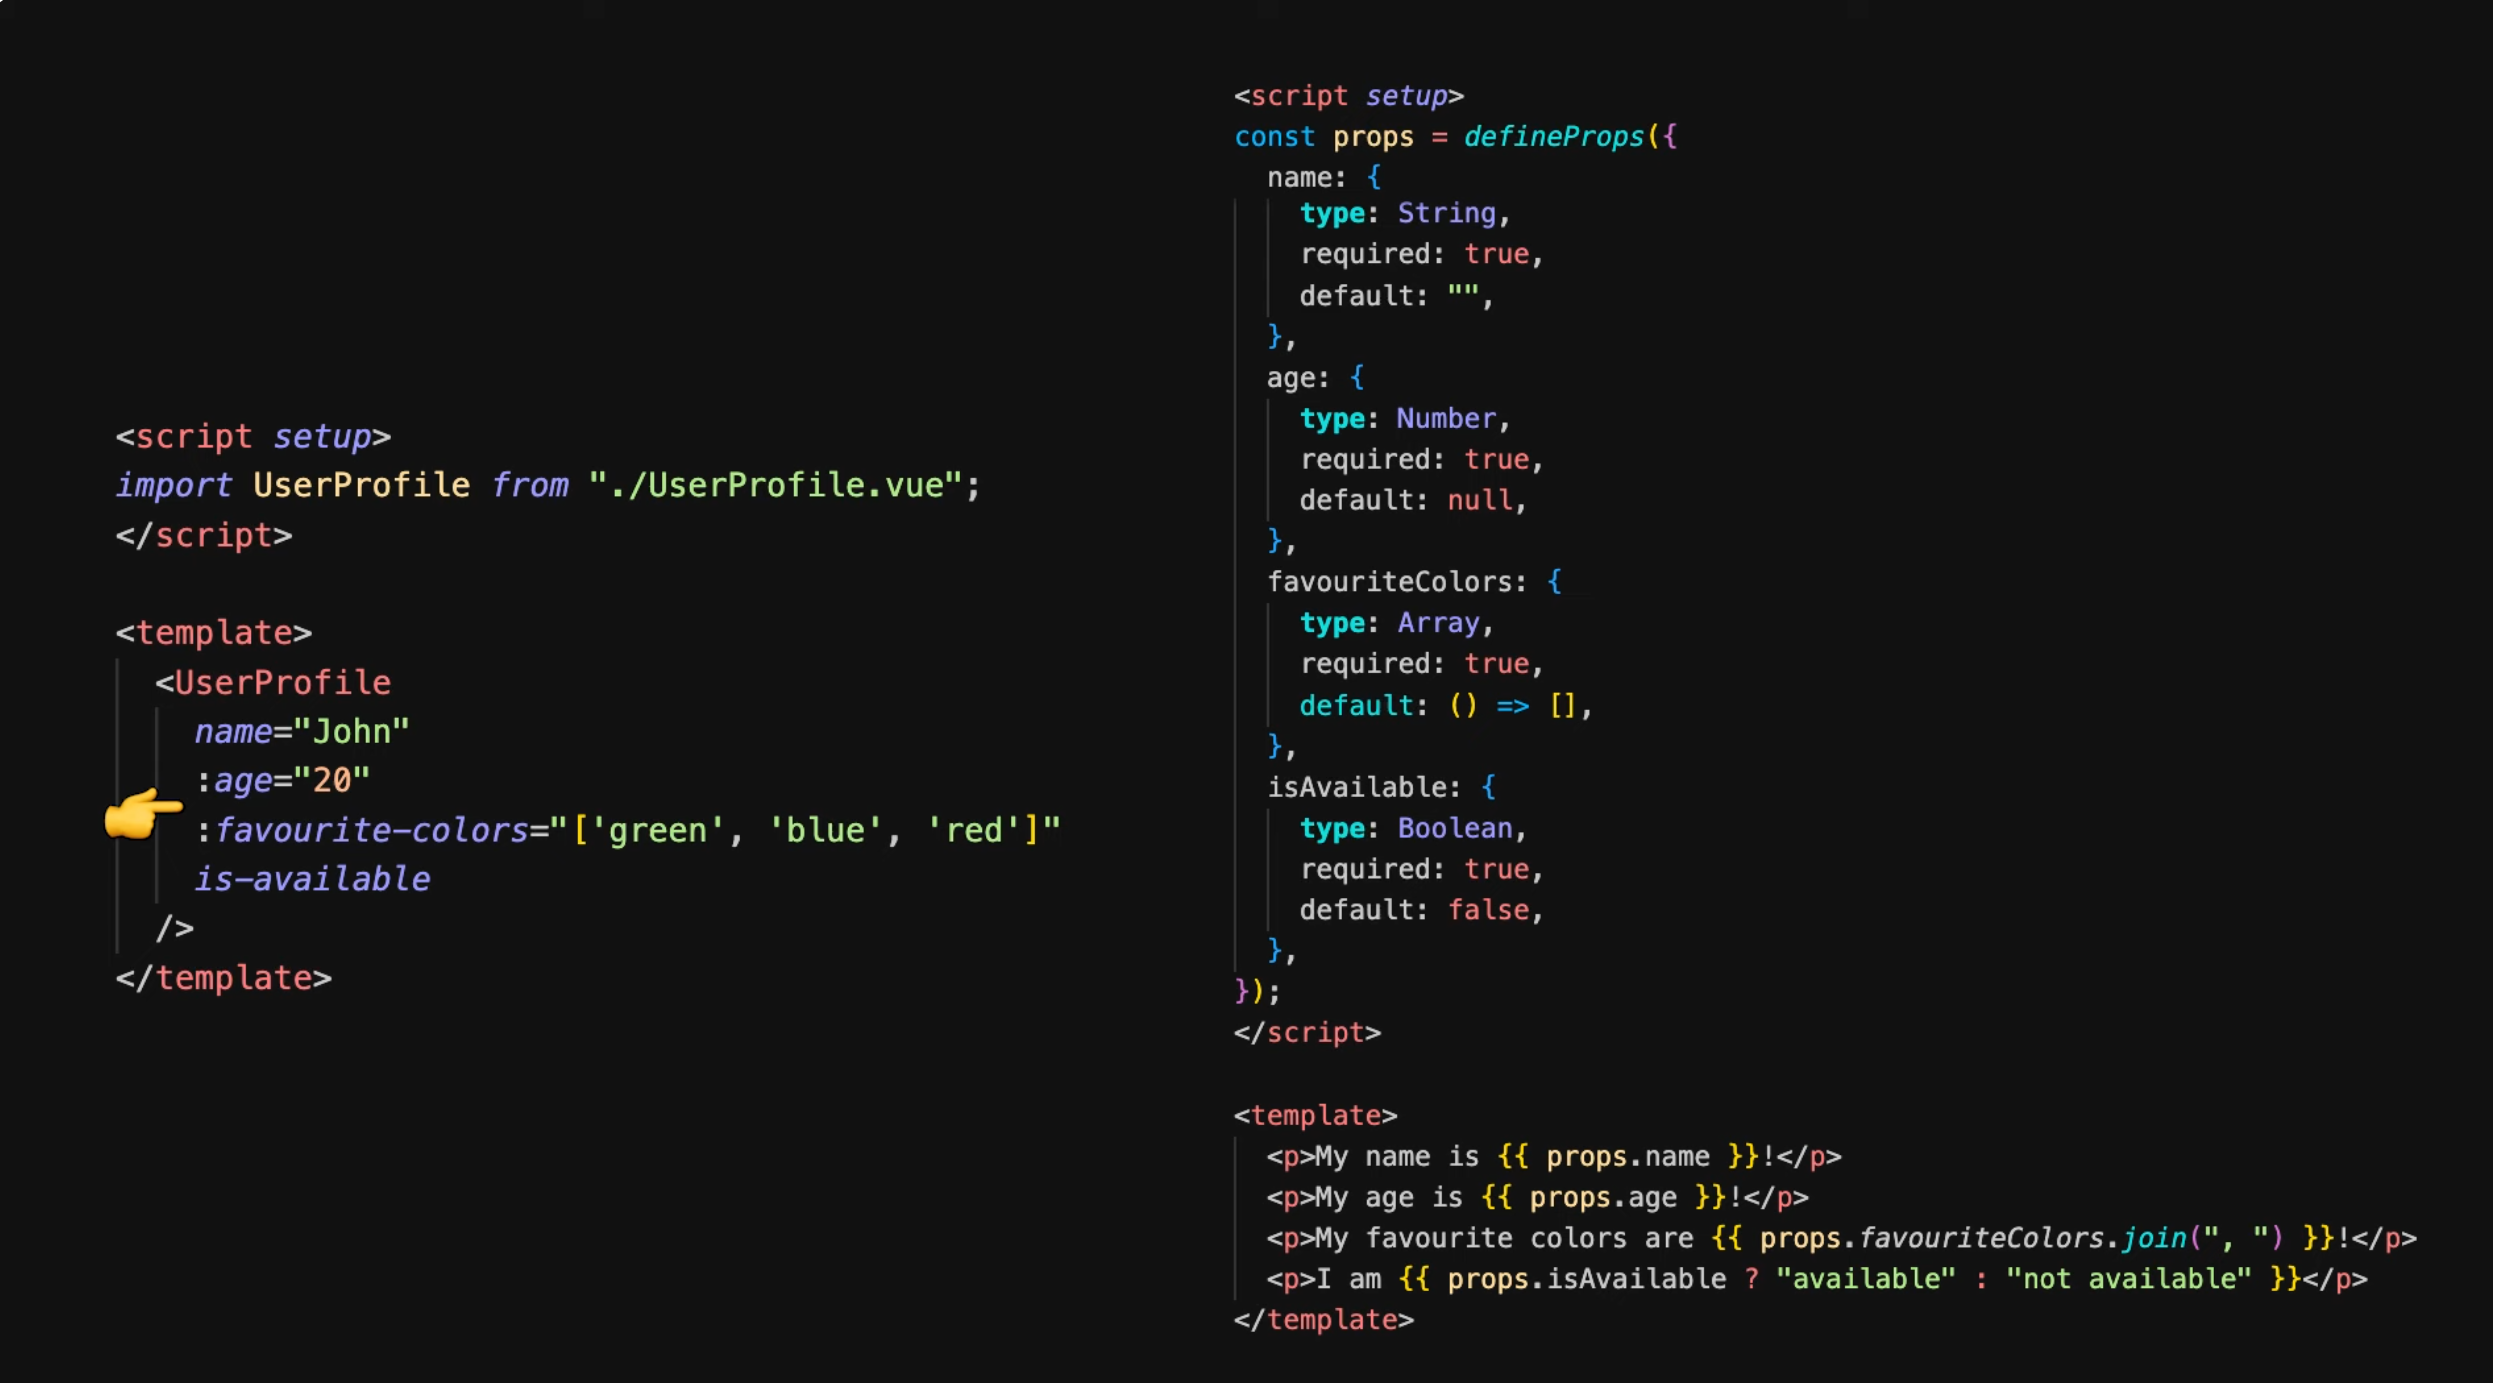 <script setup>
import UserProfile from "./UserProfile.vue";
</script>
<template>
<UserProfile
name="John"
:age="20"
:favourite-colors="['green', 'blue', 'red']"
is-available
/>
</template>
<script setup>
const props = defineProps({
name: {
type: String,
required: true,
default: "",
},
age: {
type: Number,
required: true,
default: null,
},
favouriteColors: {
type: Array,
required: true,
default: () => [],
},
isAvailable: {
type: Boolean,
required: true,
default: false,
},
});
</script>
<template>
<p>My name is {{ props.name }}!</p>
<p>My age is {{ props.age }}!</p>
<p>My favourite colors are {{ props.favouriteColors.join(", ") }}!</p>
<p>I am {{ props.isAvailable ? "available" : "not available" }}</p>
</template>